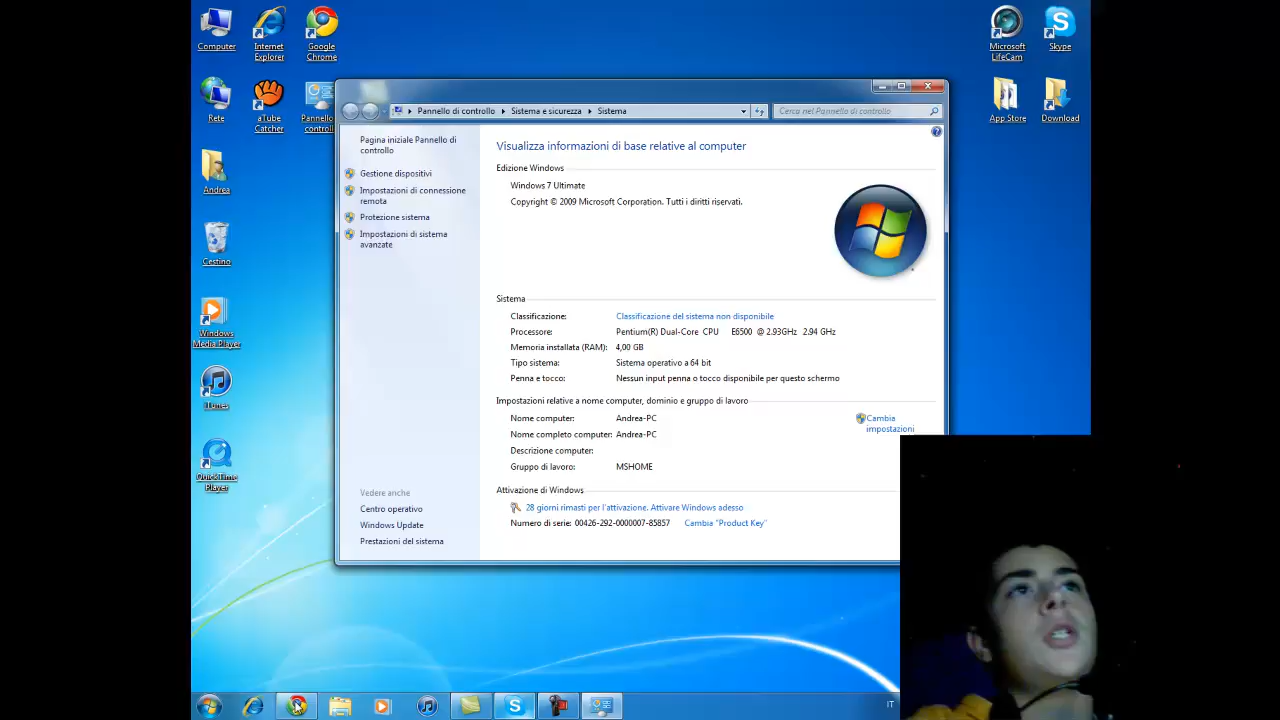 Computer
Internet
Explorer
Google
Chrome
Microsoft
LifeCam
Skype
Rete
aTube
Catcher
Pannello
controll
App Store
Download
Andrea
Cestino
Windows
Media Player
iTunes
QuickTime
Player
Pannello di controllo
Sistema e sicurezza
Sistema
Cerca nel Pannello di controllo
Pagina iniziale Pannello di
controllo
Gestione dispositivi
Impostazioni di connessione
remota
Protezione sistema
Impostazioni di sistema
avanzate
Vedere anche
Centro operativo
Windows Update
Prestazioni del sistema
Visualizza informazioni di base relative al computer
Edizione Windows
Windows 7 Ultimate
Copyright © 2009 Microsoft Corporation. Tutti i diritti riservati.
Sistema
Classificazione: Classificazione del sistema non disponibile
Processore: Pentium(R) Dual-Core CPU E6500 @ 2.93GHz 2.94 GHz
Memoria installata (RAM): 4,00 GB
Tipo sistema: Sistema operativo a 64 bit
Penna e tocco: Nessun input penna o tocco disponibile per questo schermo
Impostazioni relative a nome computer, dominio e gruppo di lavoro
Nome computer: Andrea-PC
Cambia
impostazioni
Nome completo computer: Andrea-PC
Descrizione computer:
Gruppo di lavoro: MSHOME
Attivazione di Windows
28 giorni rimasti per l'attivazione. Attivare Windows adesso
Numero di serie: 00426-292-0000007-85857 Cambia "Product Key"
IT